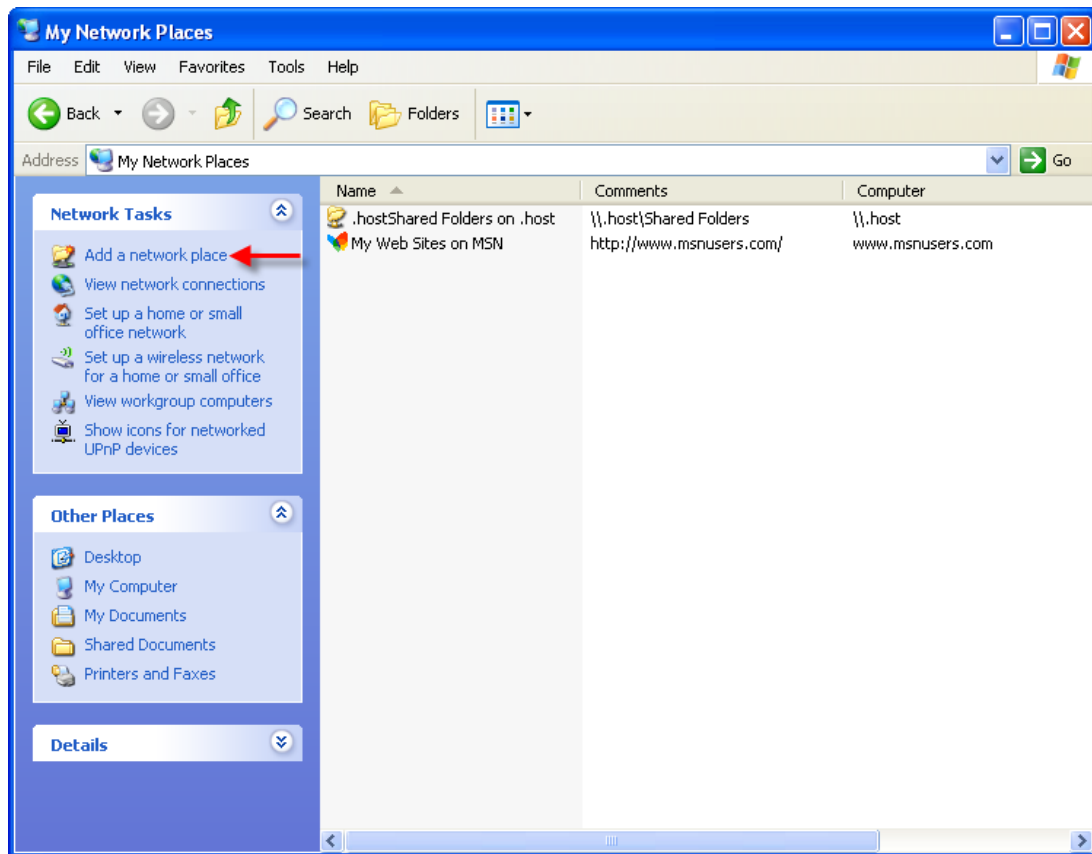 My Network Places
File Edit View Favorites Tools Help
Back Search Folders
Address My Network Places Go
Name Comments Computer
.hostShared Folders on .host \\.host\Shared Folders \\.host
My Web Sites on MSN http://www.msnusers.com/ www.msnusers.com
Network Tasks
Add a network place
View network connections
Set up a home or small
office network
Set up a wireless network
for a home or small office
View workgroup computers
Show icons for networked
UPnP devices
Other Places
Desktop
My Computer
My Documents
Shared Documents
Printers and Faxes
Details